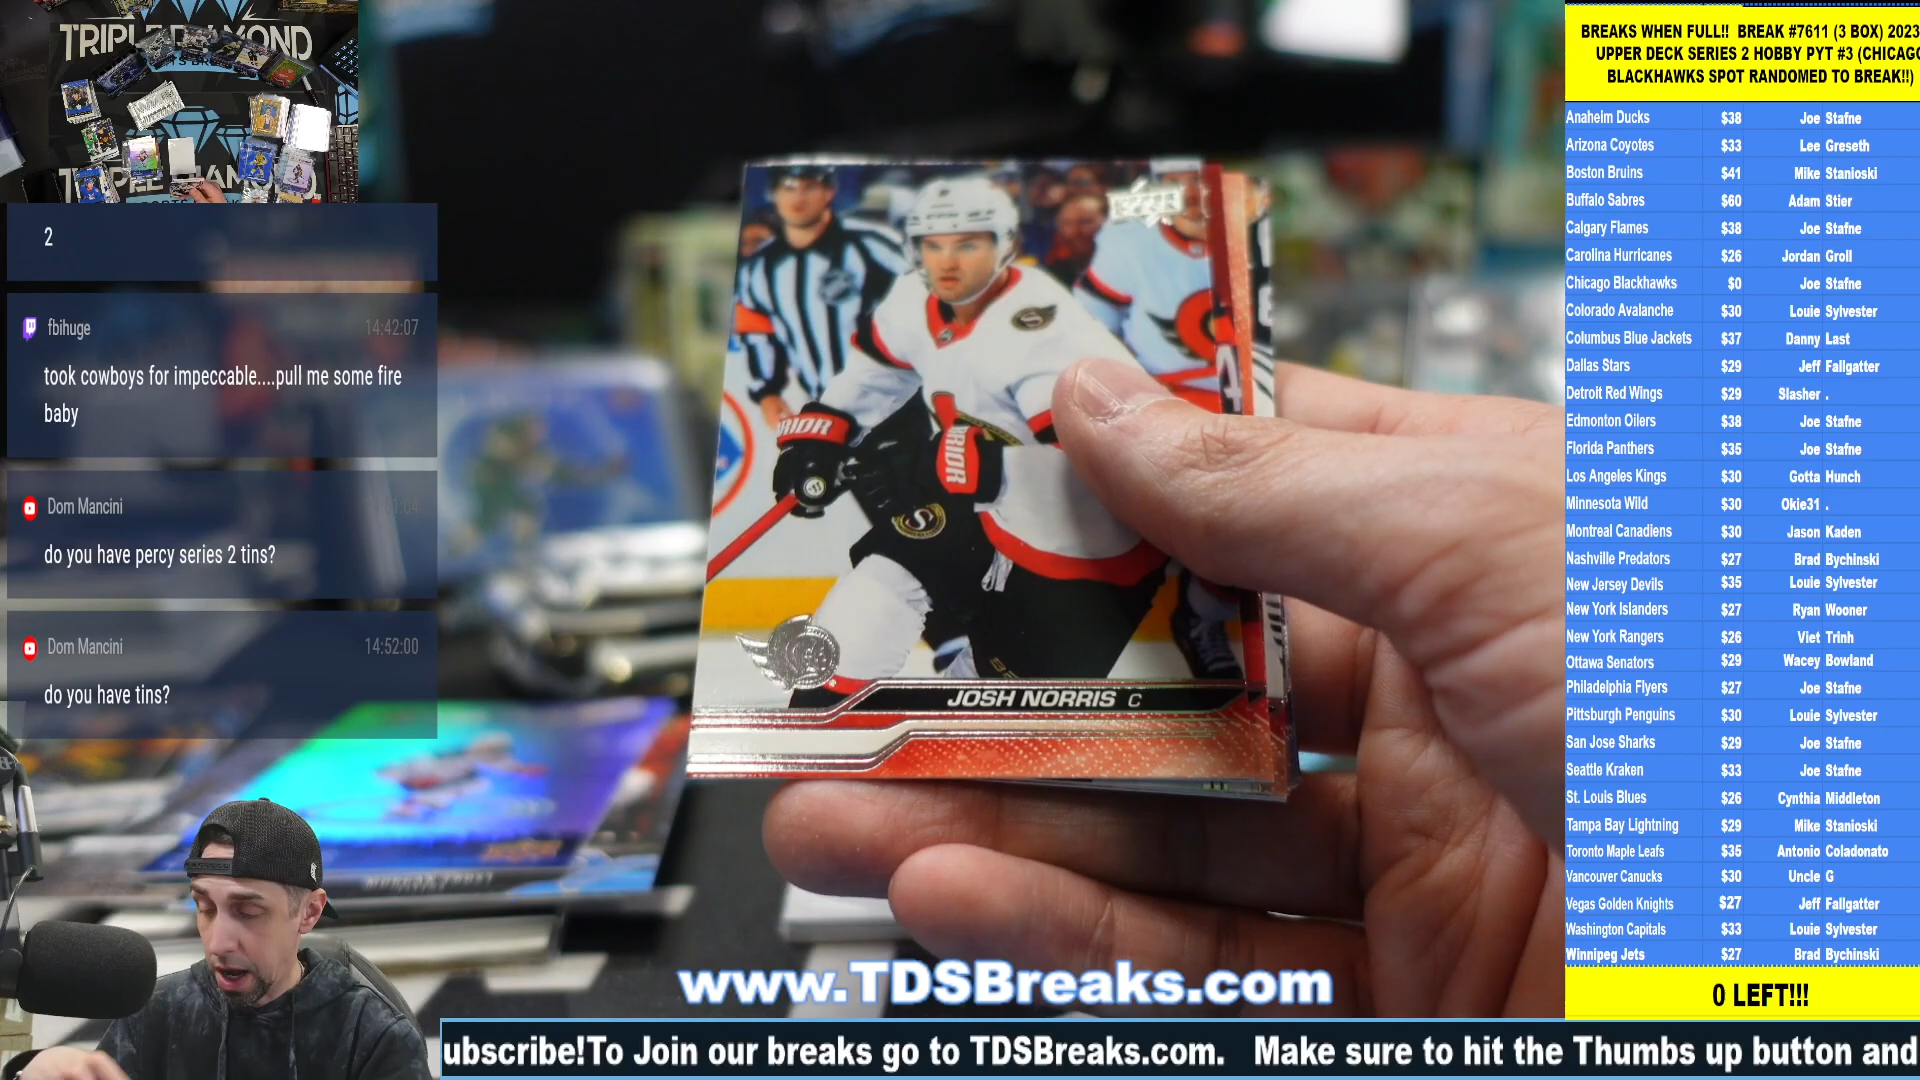 TRIPLE DIAMOND
2
fbihuge 14:42:07
took cowboys for impeccable....pull me some fire
baby
Dom Mancini
do you have percy series 2 tins?
Dom Mancini 14:52:00
do you have tins?
WARRIOR
JOSH NORRIS C
www.TDSBreaks.com
ubscribe!To Join our breaks go to TDSBreaks.com. Make sure to hit the Thumbs up button and
BREAKS WHEN FULL!! BREAK #7611 (3 BOX) 2023
UPPER DECK SERIES 2 HOBBY PYT #3 (CHICAGO
BLACKHAWKS SPOT RANDOMED TO BREAK!!)
Anaheim Ducks $38 Joe Stafne
Arizona Coyotes $33 Lee Greseth
Boston Bruins $41 Mike Stanioski
Buffalo Sabres $60 Adam Stier
Calgary Flames $38 Joe Stafne
Carolina Hurricanes $26 Jordan Groll
Chicago Blackhawks $0 Joe Stafne
Colorado Avalanche $30 Louie Sylvester
Columbus Blue Jackets $37 Danny Last
Dallas Stars $29 Jeff Fallgatter
Detroit Red Wings $29 Slasher .
Edmonton Oilers $38 Joe Stafne
Florida Panthers $35 Joe Stafne
Los Angeles Kings $30 Gotta Hunch
Minnesota Wild $30 Okie31 .
Montreal Canadiens $30 Jason Kaden
Nashville Predators $27 Brad Bychinski
New Jersey Devils $35 Louie Sylvester
New York Islanders $27 Ryan Wooner
New York Rangers $26 Viet Trinh
Ottawa Senators $29 Wacey Bowland
Philadelphia Flyers $27 Joe Stafne
Pittsburgh Penguins $30 Louie Sylvester
San Jose Sharks $29 Joe Stafne
Seattle Kraken $33 Joe Stafne
St. Louis Blues $26 Cynthia Middleton
Tampa Bay Lightning $29 Mike Stanioski
Toronto Maple Leafs $35 Antonio Coladonato
Vancouver Canucks $30 Uncle G
Vegas Golden Knights $27 Jeff Fallgatter
Washington Capitals $33 Louie Sylvester
Winnipeg Jets $27 Brad Bychinski
0 LEFT!!!